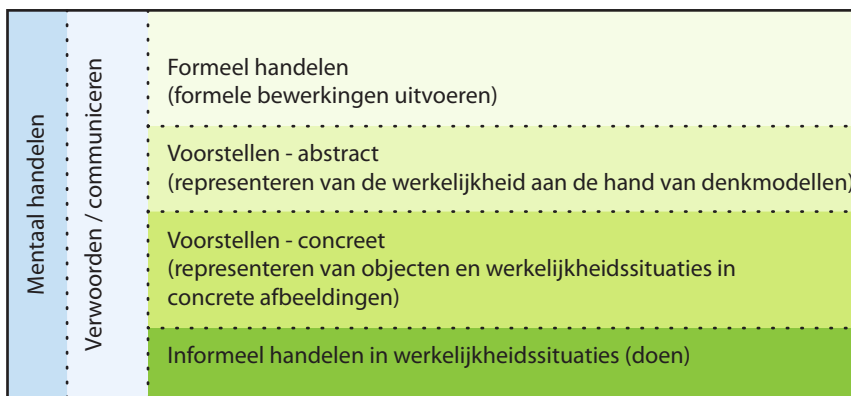 Mentaal handelen
Verwoorden / communiceren
Formeel handelen
(formele bewerkingen uitvoeren)
Voorstellen - abstract
(representeren van de werkelijkheid aan de hand van denkmodellen)
Voorstellen - concreet
(representeren van objecten en werkelijkheidssituaties in
concrete afbeeldingen)
Informeel handelen in werkelijkheidssituaties (doen)